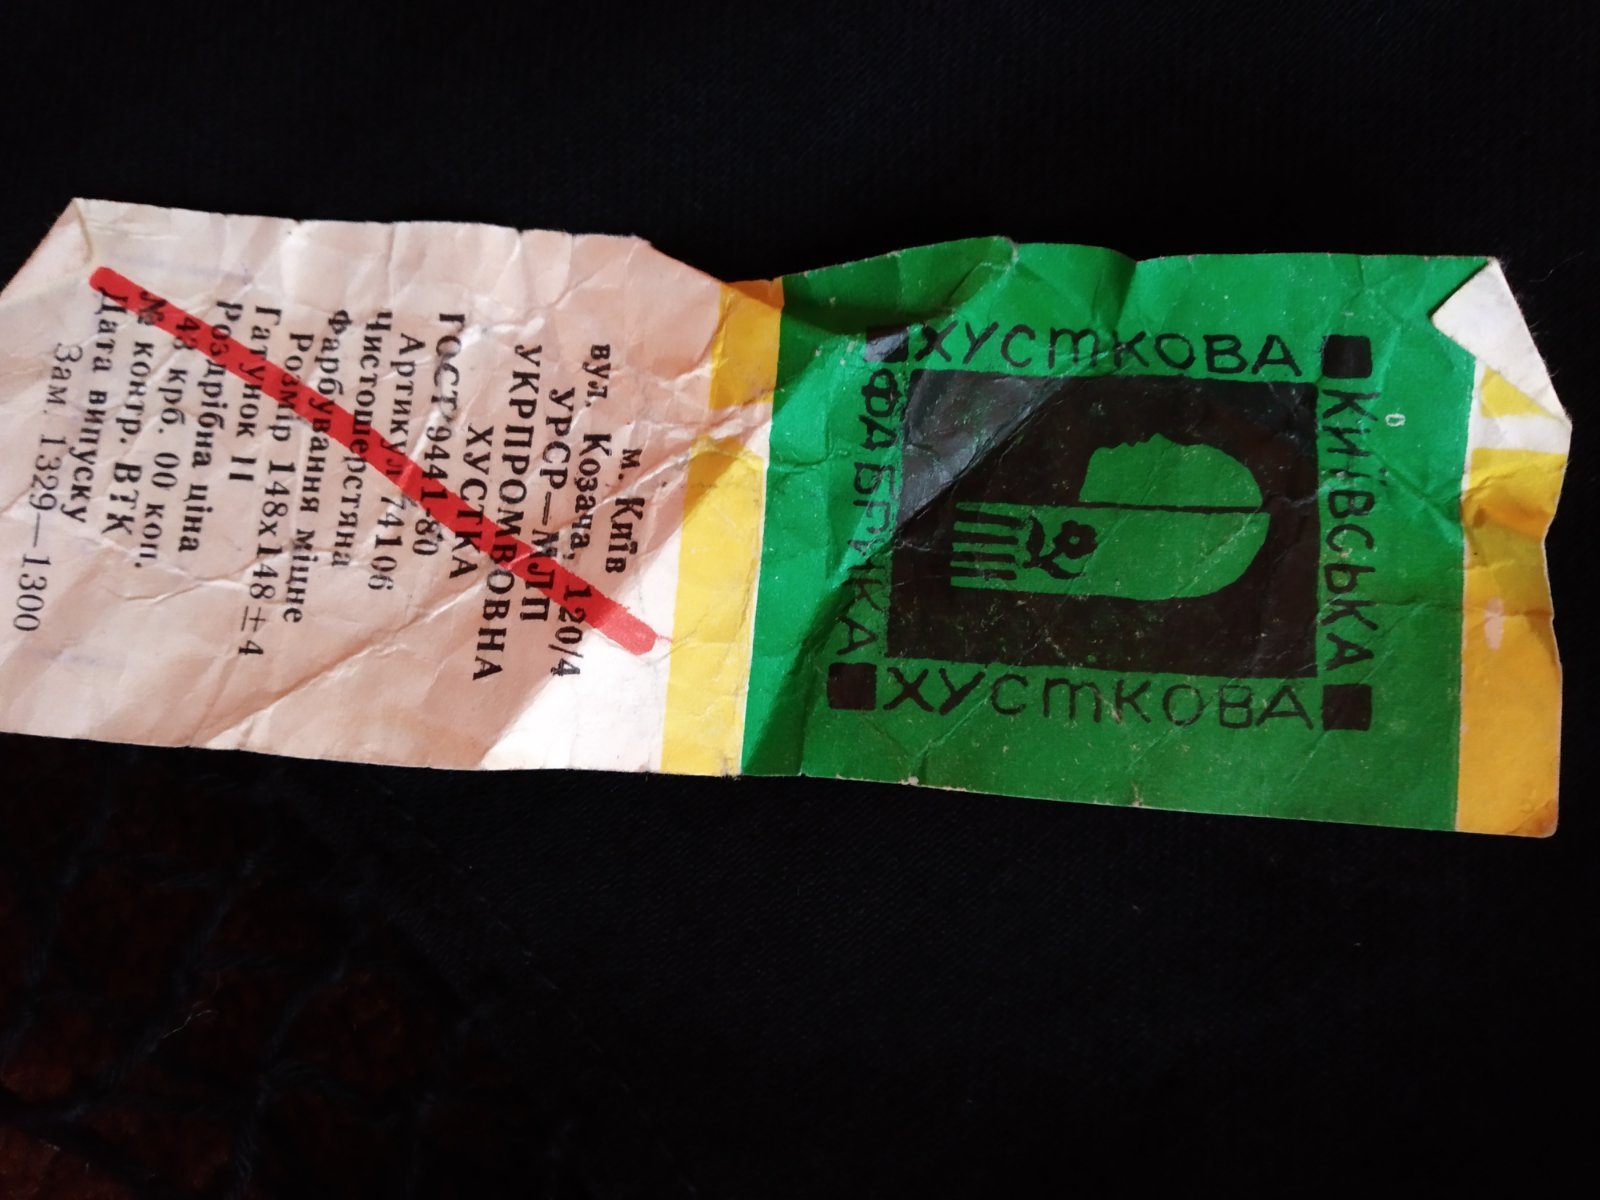 м. Київ
вул. Козача, 120/4
УРСР—МЛП
УКРПРОМВОВНА
ХУСТКА
ГОСТ 9441-80
Артикул 74106
Чистошерстяна
Фарбування міцне
Розмір 148х148±4
Гатунок II
Роздрібна ціна
43 крб. 00 коп.
№ контр. ВТК
Дата випуску
Зам. 1329—1300
КИЇВСЬКА
ХУСТКОВА
ФАБРИКА
ХУСТКОВА